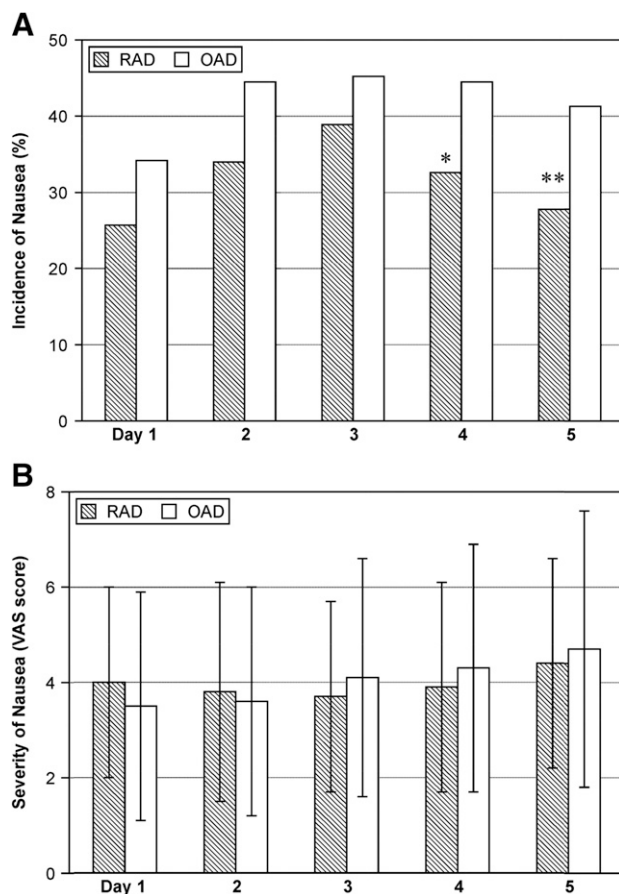 A
50
40
30
20
10
0
Incidence of Nausea (%)
RAD OAD
*
**
Day 1 2 3 4 5
B
8
6
4
2
0
Severity of Nausea (VAS score)
RAD OAD
Day 1 2 3 4 5